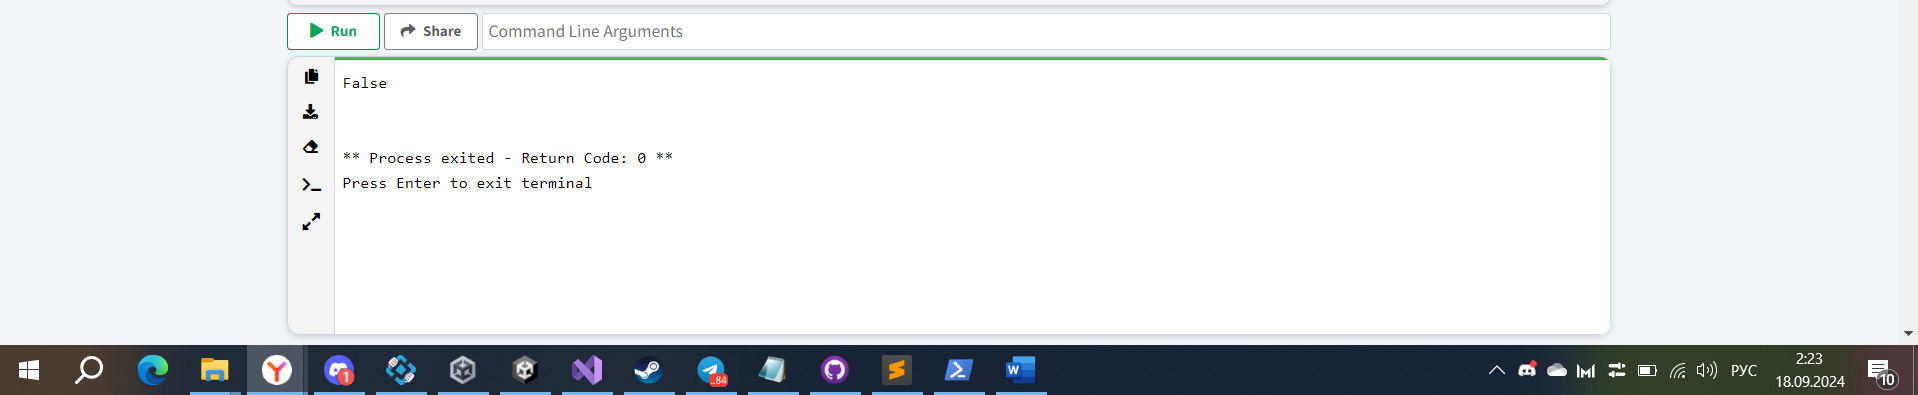 Run
Share
Command Line Arguments
False
** Process exited - Return Code: 0 **
Press Enter to exit terminal
1
84
W
РУС
2:23
18.09.2024
10